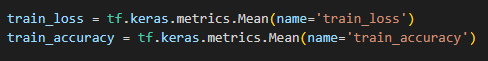 train_loss = tf.keras.metrics.Mean(name='train_loss')
train_accuracy = tf.keras.metrics.Mean(name='train_accuracy')